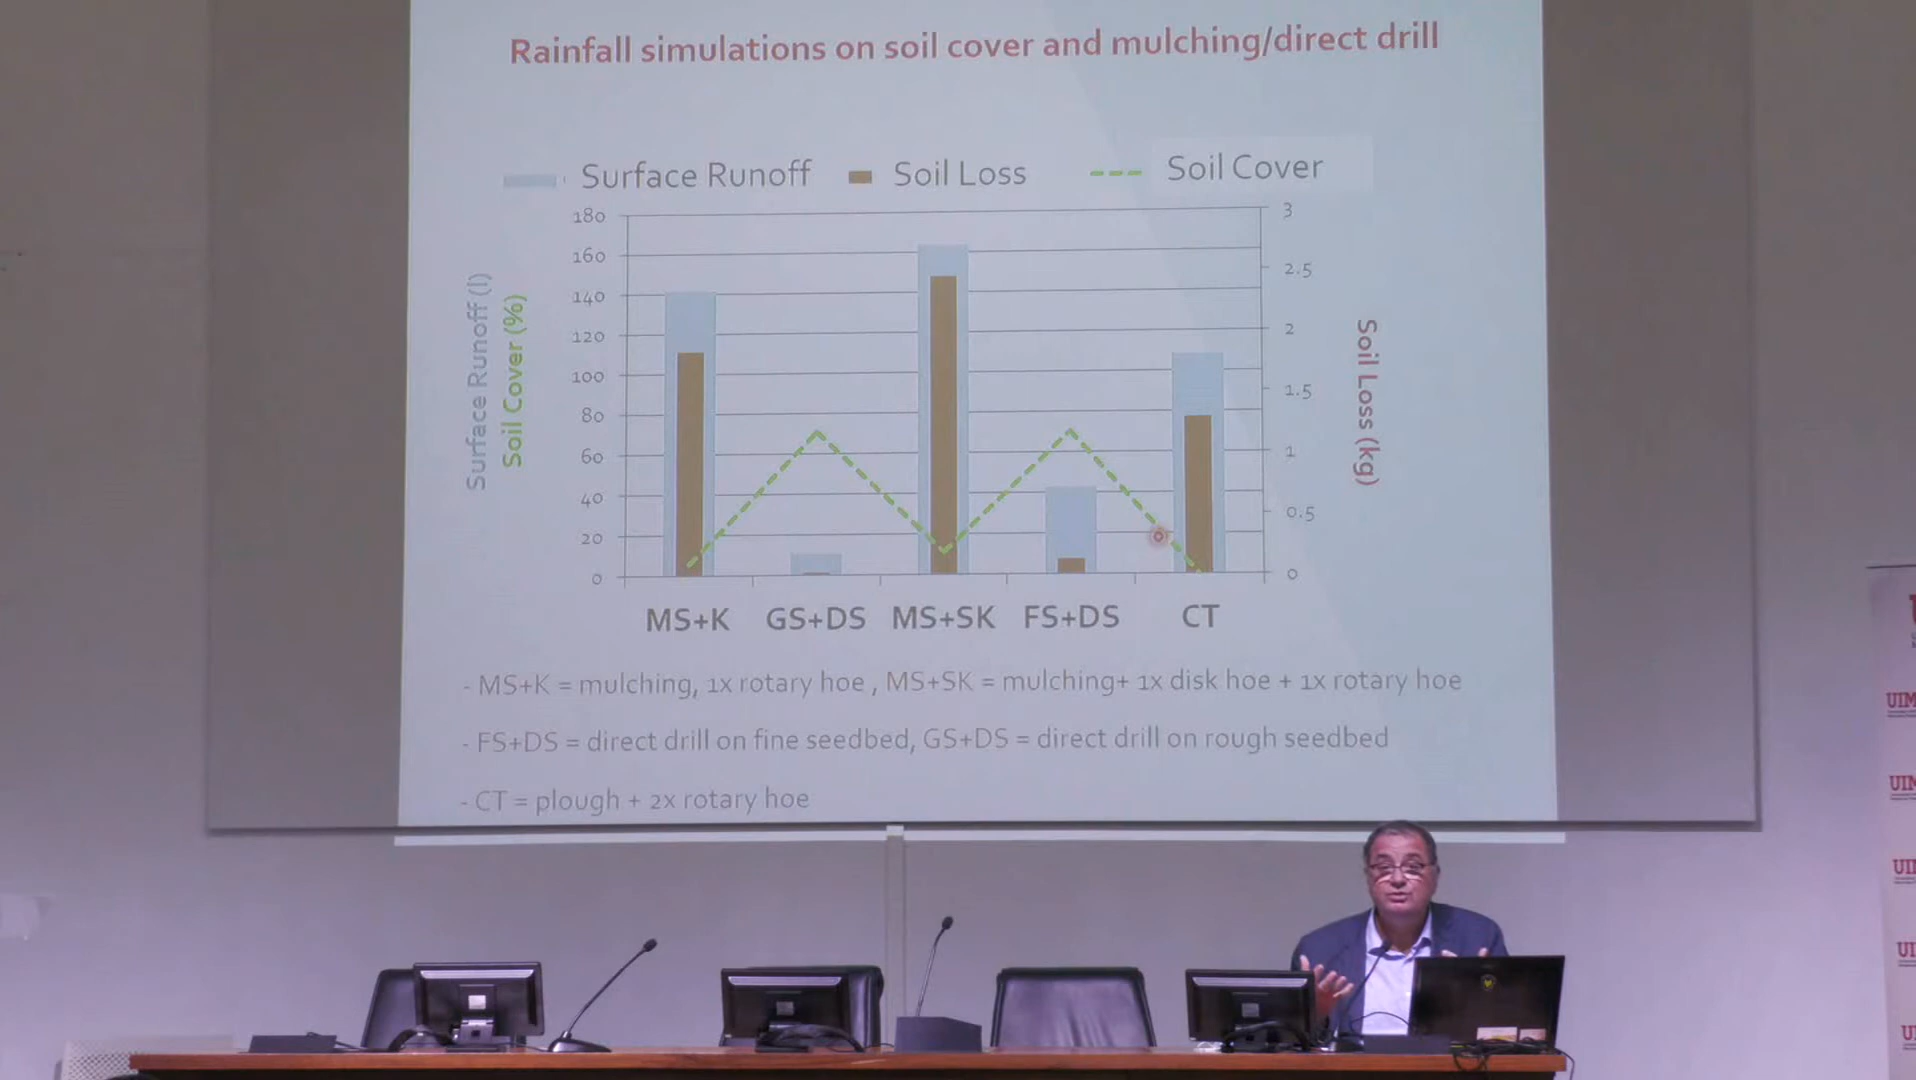 Rainfall simulations on soil cover and mulching/direct drill
Surface Runoff Soil Loss Soil Cover
Surface Runoff (l)
Soil Cover (%)
180
160
140
120
100
80
60
40
20
0
3
2.5
2
1.5
1
0.5
0
Soil Loss (kg)
MS+K GS+DS MS+SK FS+DS CT
- MS+K = mulching, 1x rotary hoe , MS+SK = mulching+ 1x disk hoe + 1x rotary hoe
- FS+DS = direct drill on fine seedbed, GS+DS = direct drill on rough seedbed
- CT = plough + 2x rotary hoe